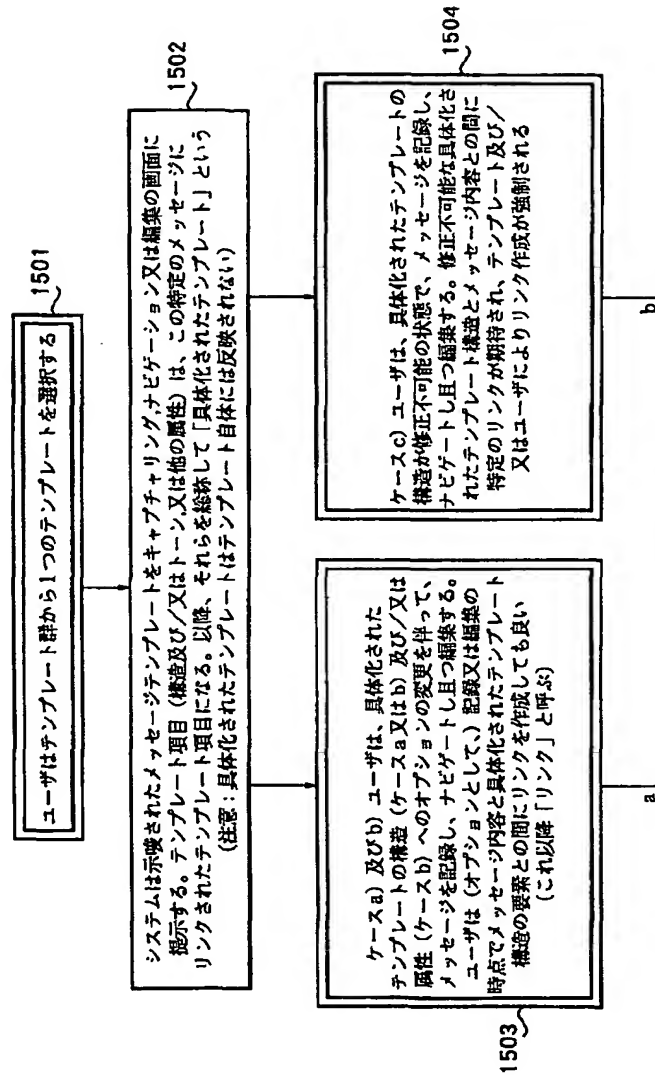 1501
ユーザはテンプレート群から1つのテンプレートを選択する
1502
システムは示唆されたメッセージテンプレートをキャプチャリング,ナビゲーション又は編集の画面に
提示する。テンプレート項目(構造及び/又はトーン,又は他の属性)は、この特定のメッセージに
リンクされたテンプレート項目になる。以降、それらを総称して「具体化されたテンプレート」という
(注意:具体化されたテンプレートはテンプレート自体には反映されない)
1503
ケースa)及びb)ユーザは、具体化された
テンプレートの構造(ケースa又はb)及び/又は
属性(ケースb)へのオプションの変更を伴って、
メッセージを記録し、ナビゲートし且つ編集する。
ユーザは(オプションとして、)記録又は編集の
時点でメッセージ内容と具体化されたテンプレート
構造の要素との間にリンクを作成しても良い
(これ以降「リンク」と呼ぶ)
1504
ケースc)ユーザは、具体化されたテンプレートの
構造が修正不可能の状態で、メッセージを記録し、
ナビゲートし且つ編集する。修正不可能な具体化さ
れたテンプレート構造とメッセージ内容との間に
特定のリンクが期待され、テンプレート及び/
又はユーザによりリンク作成が強制される
a
b